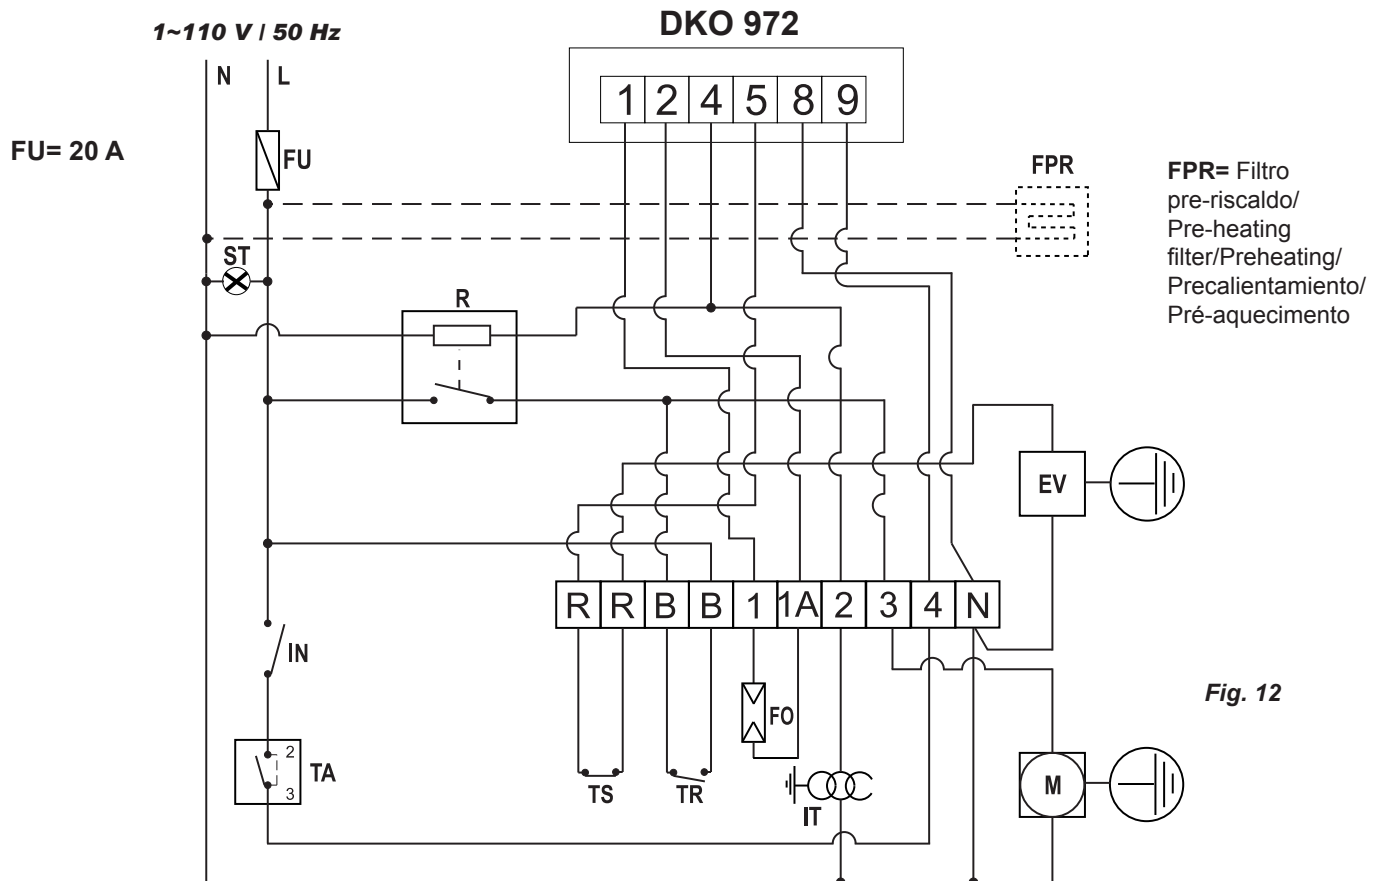 1~110 V / 50 Hz
DKO 972
N L
1 2 4 5 8 9
FU= 20 A
FU
FPR
FPR= Filtro
pre-riscaldo/
Pre-heating
filter/Preheating/
Precalientamiento/
Pré-aquecimento
ST
R
EV
R R B B 1 1A 2 3 4 N
IN
FO
Fig. 12
2
TA
3
TS
TR
IT
M